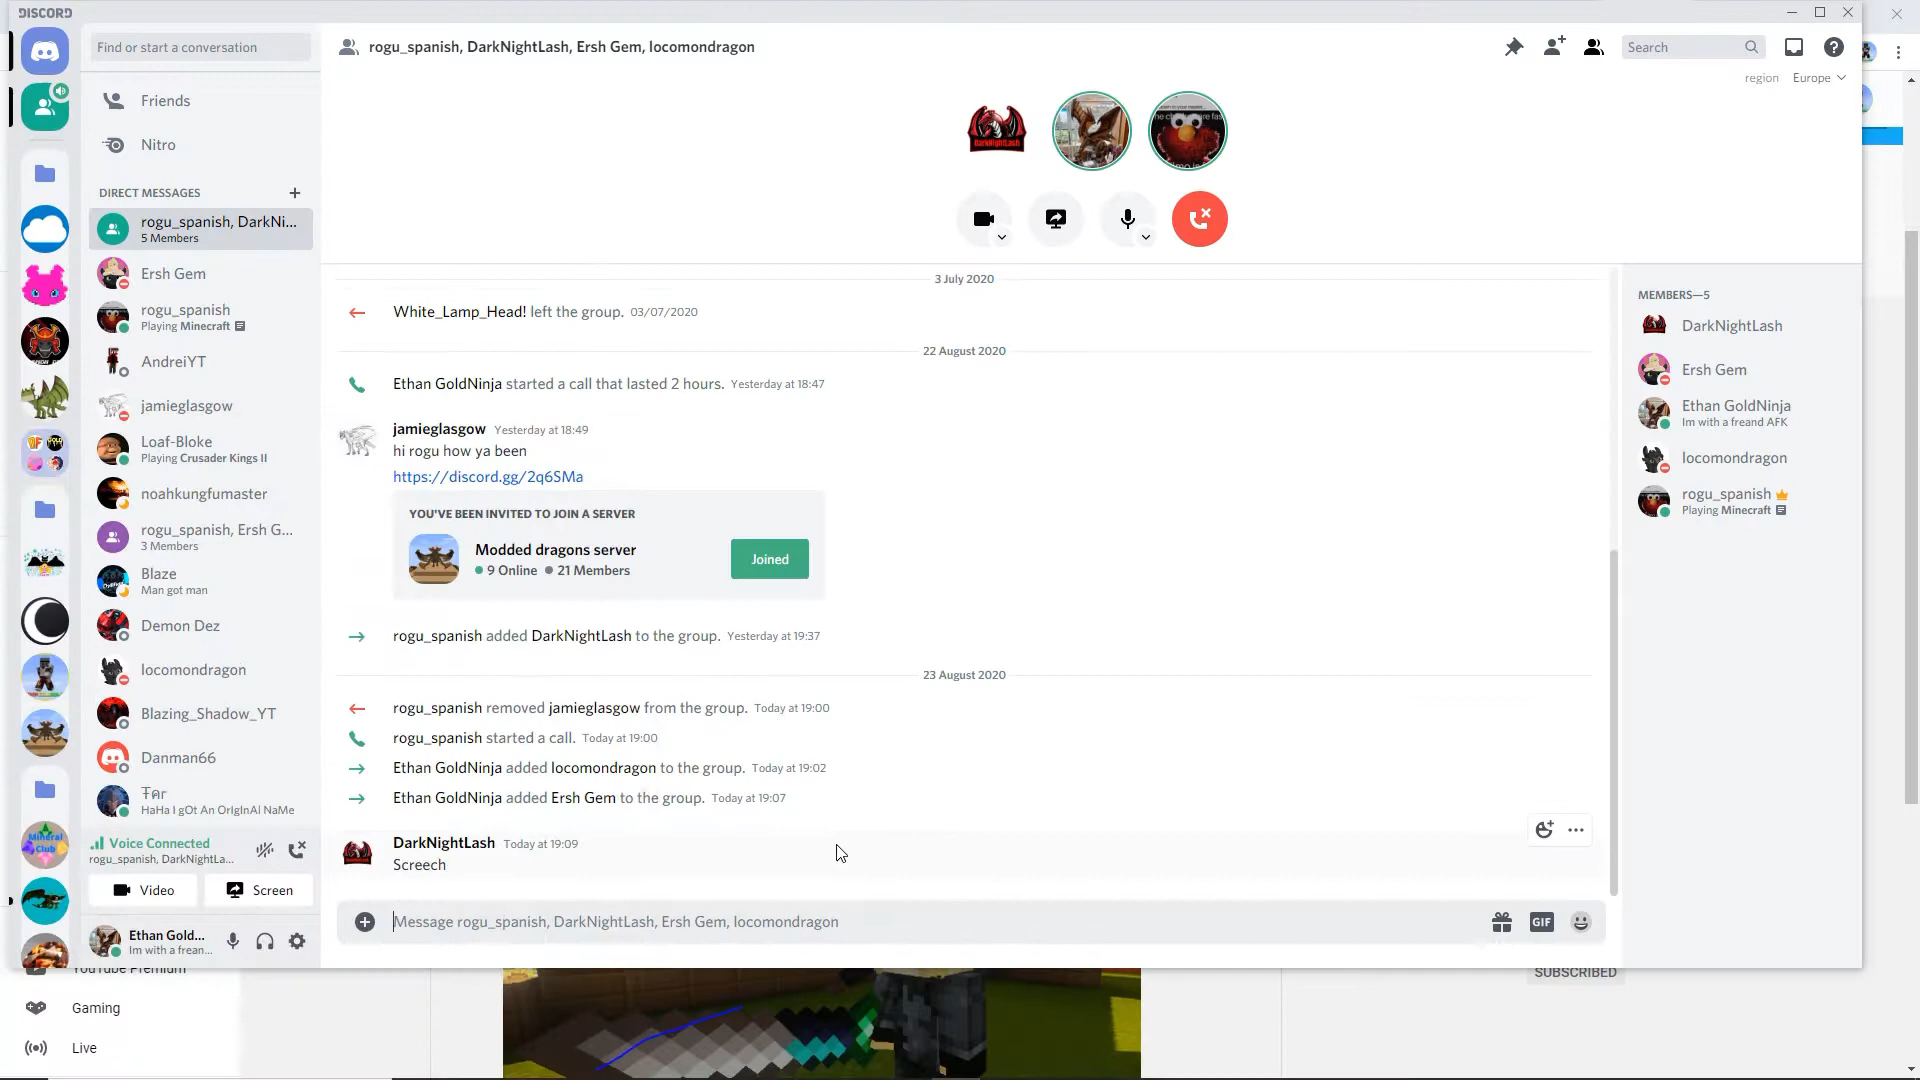 DISCORD
Find or start a conversation
rogu_spanish, DarkNightLash, Ersh Gem, locomondragon
Search
region Europe
Friends
Nitro
DIRECT MESSAGES
rogu_spanish, DarkNi...
5 Members
Ersh Gem
rogu_spanish
Playing Minecraft
AndreiYT
jamieglasgow
Loaf-Bloke
Playing Crusader Kings II
noahkungfumaster
rogu_spanish, Ersh G...
3 Members
Blaze
Man got man
Demon Dez
locomondragon
Blazing_Shadow_YT
Danman66
HaHa I gOt An OrIgInAl NaMe
Voice Connected
rogu_spanish, DarkNightLa...
Video
Screen
Ethan Gold...
Im with a frean...
DarkNightLash
3 July 2020
White_Lamp_Head! left the group. 03/07/2020
22 August 2020
Ethan GoldNinja started a call that lasted 2 hours. Yesterday at 18:47
jamieglasgow Yesterday at 18:49
hi rogu how ya been
https://discord.gg/2q6SMa
YOU'VE BEEN INVITED TO JOIN A SERVER
Modded dragons server
9 Online 21 Members
Joined
rogu_spanish added DarkNightLash to the group. Yesterday at 19:37
23 August 2020
rogu_spanish removed jamieglasgow from the group. Today at 19:00
rogu_spanish started a call. Today at 19:00
Ethan GoldNinja added locomondragon to the group. Today at 19:02
Ethan GoldNinja added Ersh Gem to the group. Today at 19:07
DarkNightLash Today at 19:09
Screech
Message rogu_spanish, DarkNightLash, Ersh Gem, locomondragon
GIF
MEMBERS—5
DarkNightLash
Ersh Gem
Ethan GoldNinja
Im with a freand AFK
locomondragon
rogu_spanish
Playing Minecraft
Mineral
Club
YouTube Premium
Gaming
Live
SUBSCRIBED